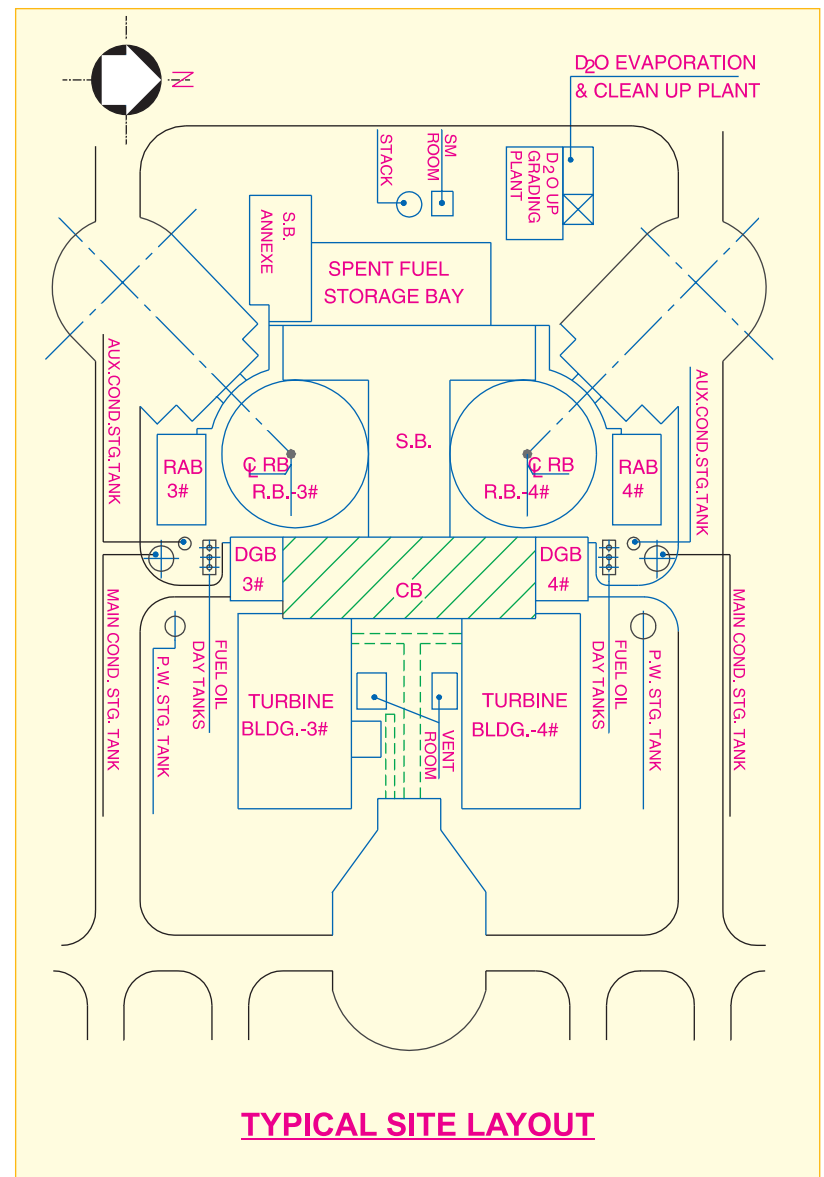 N
D2O EVAPORATION
& CLEAN UP PLANT
STACK
SM
ROOM
D2O UP
GRADING
PLANT
S.B.
ANNEXE
SPENT FUEL
STORAGE BAY
AUX.COND.STG.TANK
AUX.COND.STG.TANK
S.B.
RAB
3#
℄ RB
R.B.-3#
℄ RB
R.B.-4#
RAB
4#
DGB
3#
CB
DGB
4#
MAIN COND. STG. TANK
P.W. STG. TANK
FUEL OIL
DAY TANKS
TURBINE
BLDG.-3#
VENT
ROOM
TURBINE
BLDG.-4#
FUEL OIL
DAY TANKS
P.W. STG. TANK
MAIN COND. STG. TANK
TYPICAL SITE LAYOUT